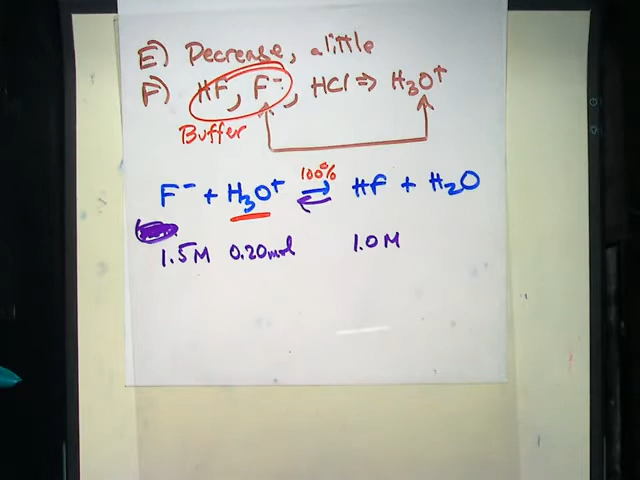 E) Decrease, a little
F) HF, F⁻, HCl ⇒ H₃O⁺
Buffer
100%
F⁻ + H₃O⁺ ⇌ HF + H₂O
1.5M 0.20mol 1.0M